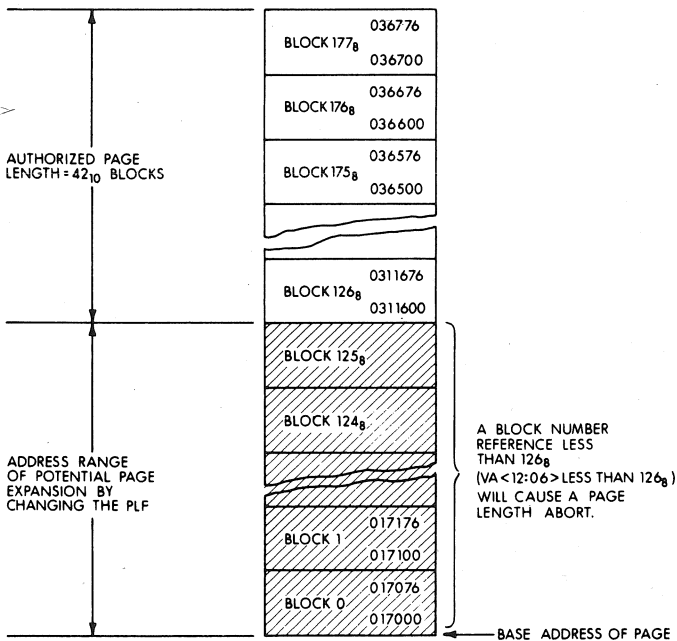 036776
BLOCK 177₈
036700
036676
BLOCK 176₈
036600
036576
BLOCK 175₈
036500
AUTHORIZED PAGE
LENGTH = 42₁₀ BLOCKS
0311676
BLOCK 126₈
0311600
BLOCK 125₈
BLOCK 124₈
ADDRESS RANGE
OF POTENTIAL PAGE
EXPANSION BY
CHANGING THE PLF
A BLOCK NUMBER
REFERENCE LESS
THAN 126₈
(VA<12:06> LESS THAN 126₈)
WILL CAUSE A PAGE
LENGTH ABORT.
017176
BLOCK 1
017100
017076
BLOCK 0
017000
BASE ADDRESS OF PAGE